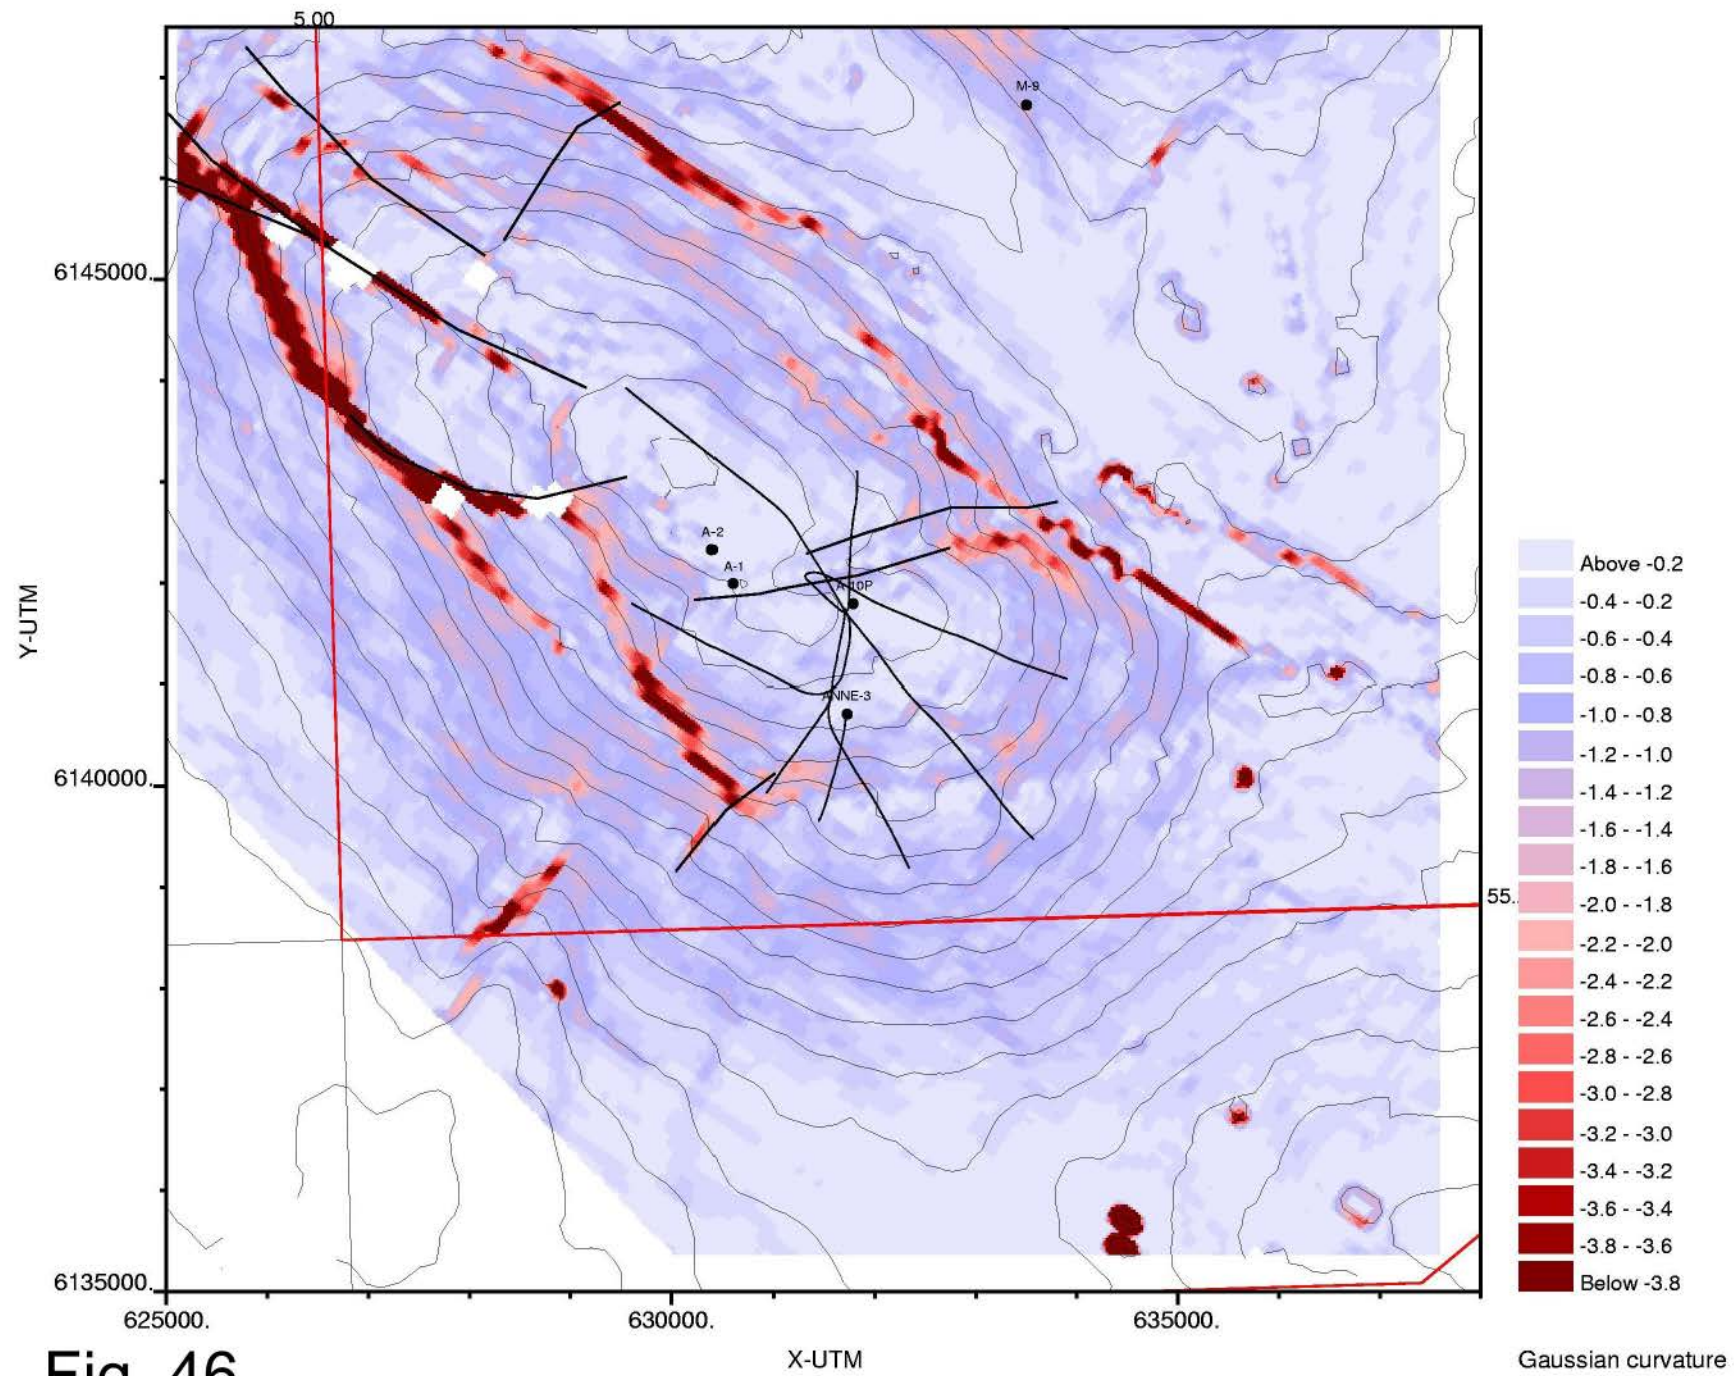 5.00
M-9
6145000.
A-2
A-1
A-10P
ANNE-3
Y-UTM
6140000.
55.
6135000.
625000.
630000.
635000.
X-UTM
Above -0.2
-0.4 - -0.2
-0.6 - -0.4
-0.8 - -0.6
-1.0 - -0.8
-1.2 - -1.0
-1.4 - -1.2
-1.6 - -1.4
-1.8 - -1.6
-2.0 - -1.8
-2.2 - -2.0
-2.4 - -2.2
-2.6 - -2.4
-2.8 - -2.6
-3.0 - -2.8
-3.2 - -3.0
-3.4 - -3.2
-3.6 - -3.4
-3.8 - -3.6
Below -3.8
Gaussian curvature
Fig. 46